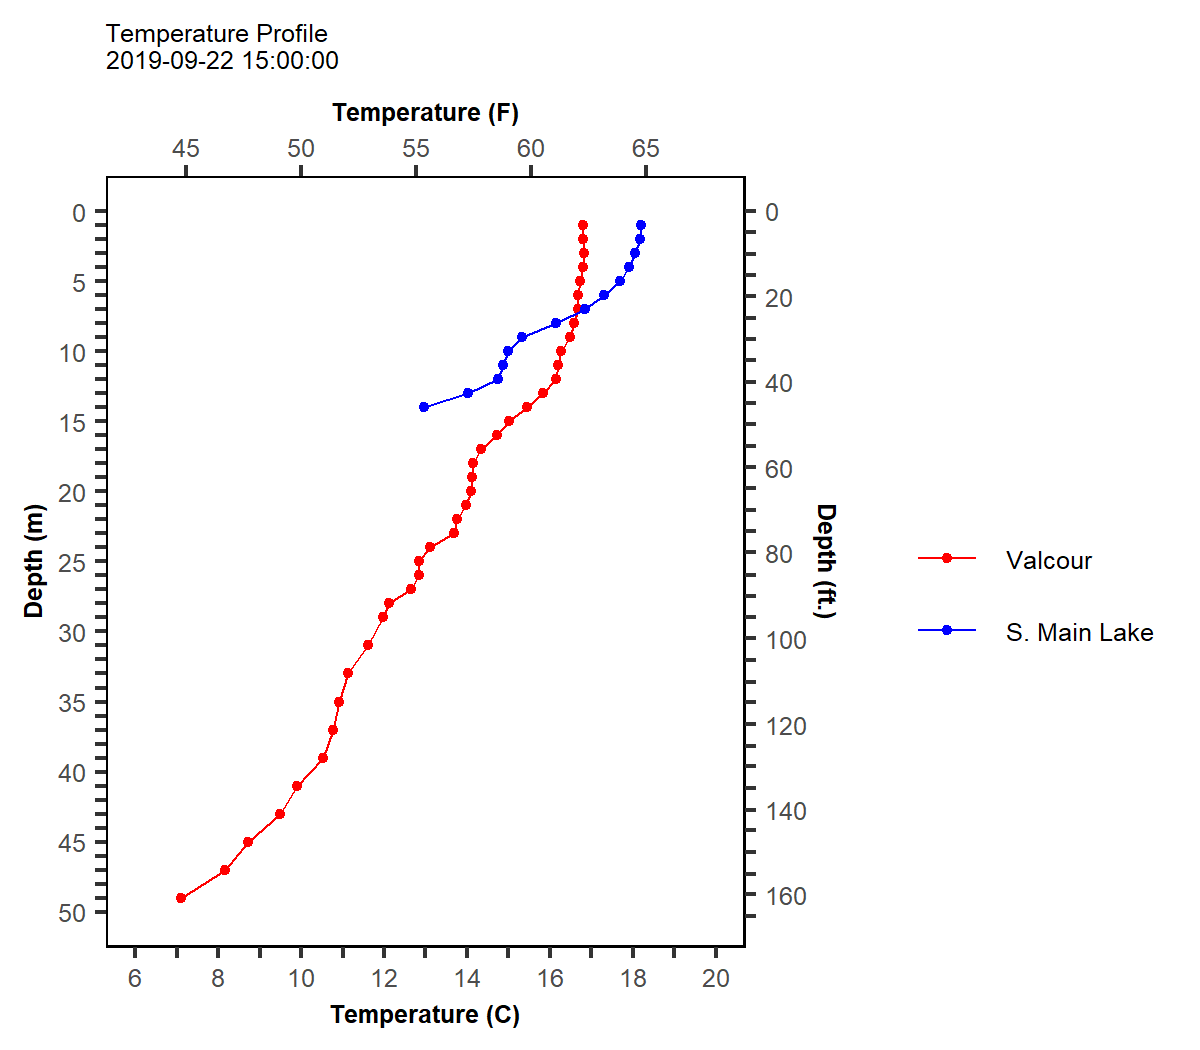 Temperature Profile
2019-09-22 15:00:00
Temperature (F)
45 50 55 60 65
0 0
5
20
10
40
15
60
20
Depth (m)
Depth (ft.)
80
25
Valcour
S. Main Lake
30
100
35
120
40
140
45
160
50
6 8 10 12 14 16 18 20
Temperature (C)